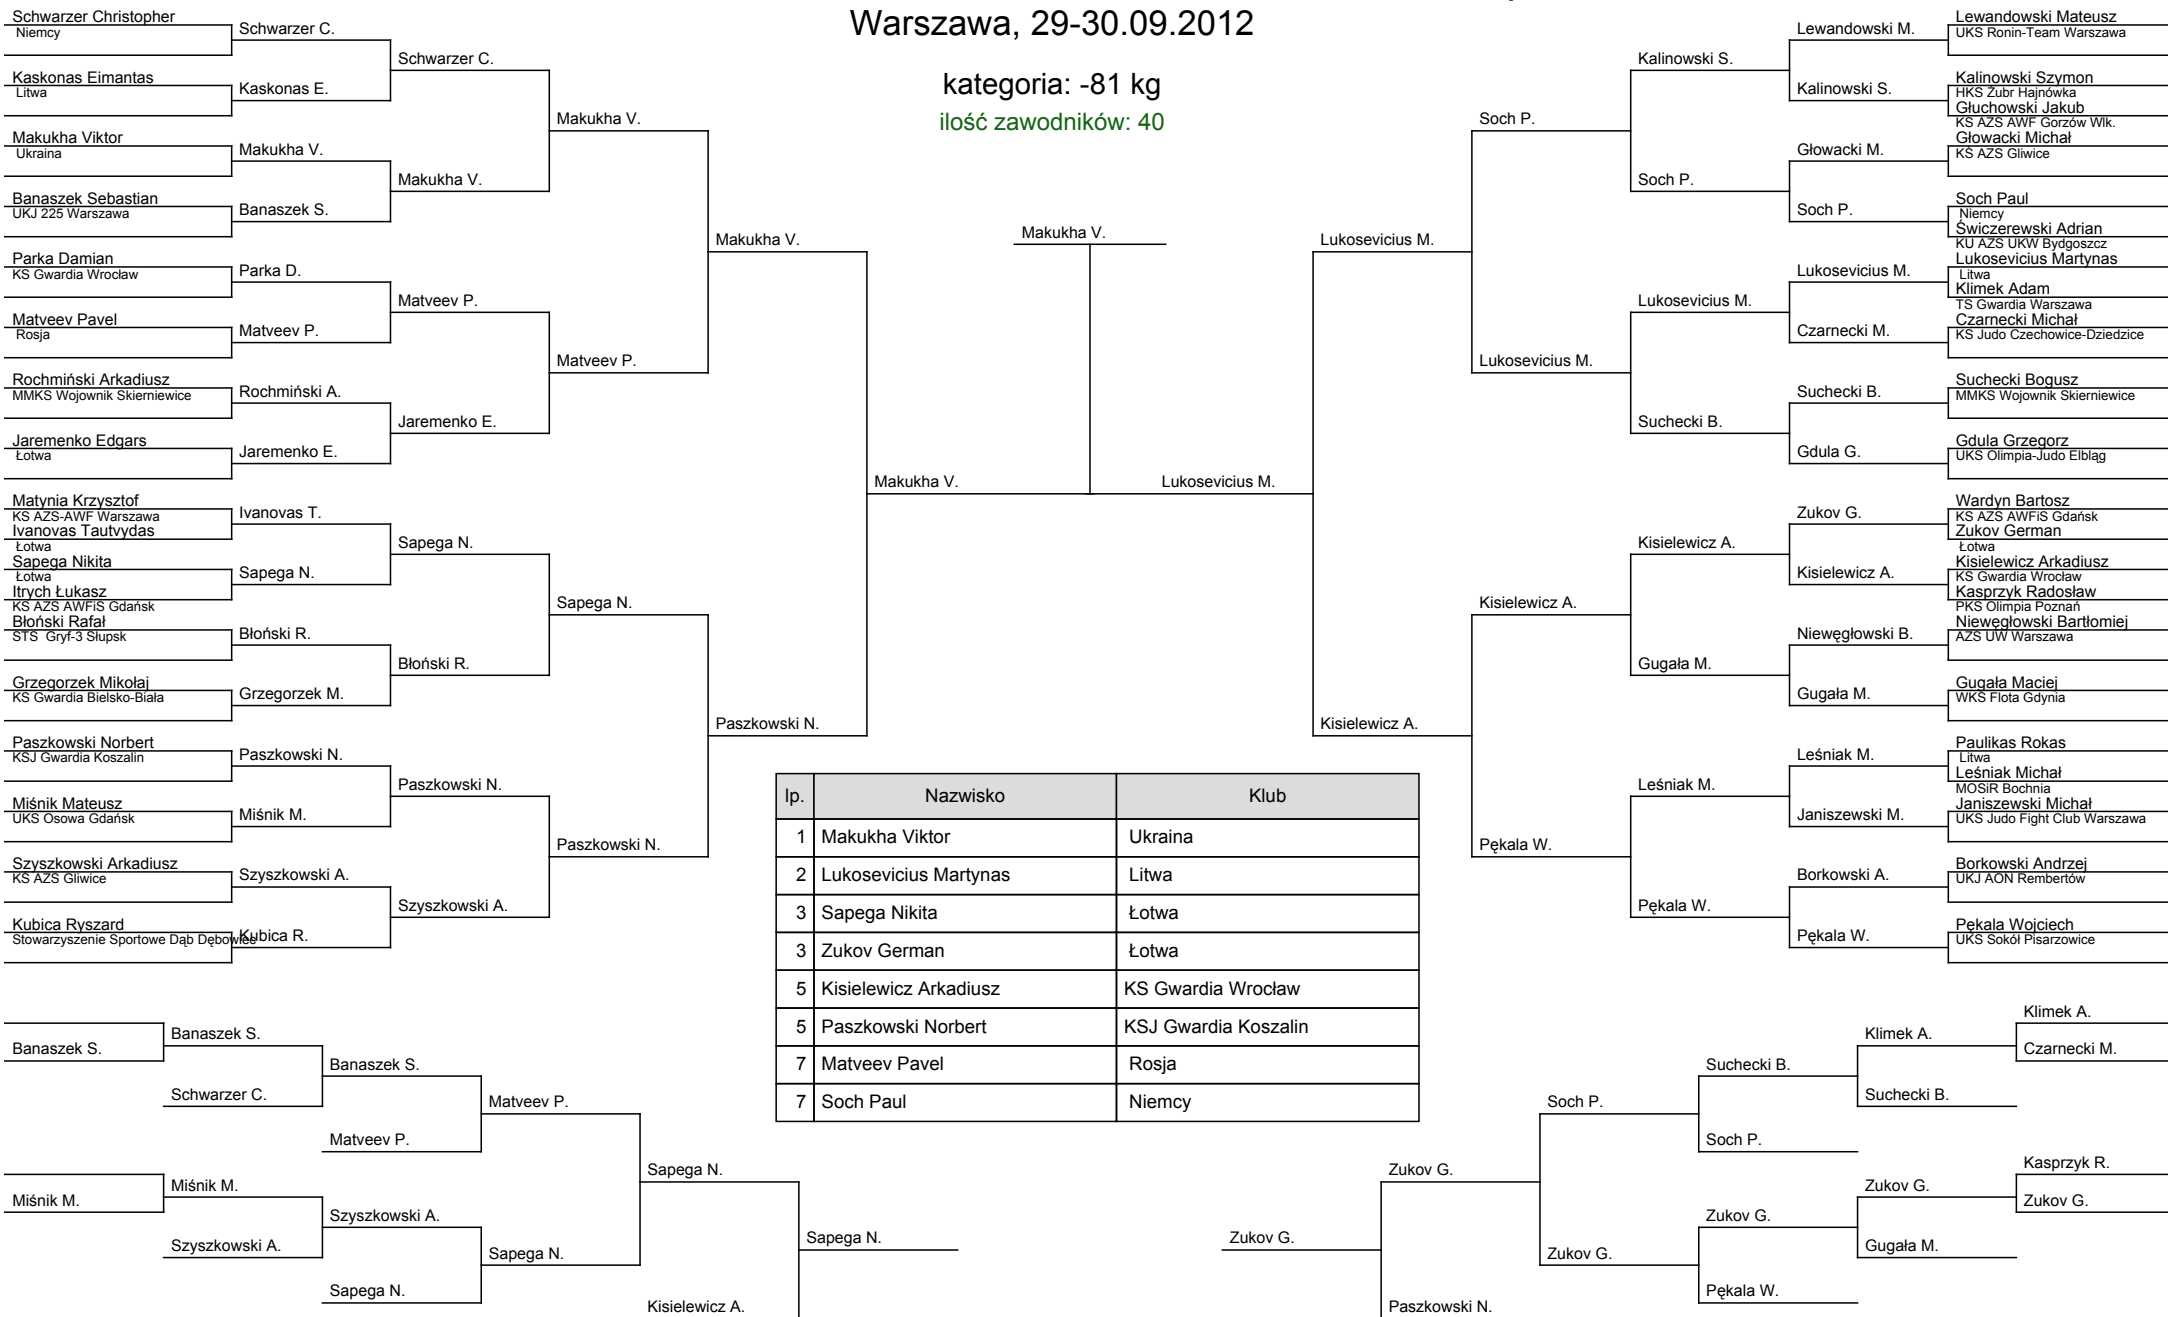 Warszawa, 29-30.09.2012
kategoria: -81 kg
ilość zawodników: 40
Schwarzer Christopher
Niemcy
Kaskonas Eimantas
Litwa
Makukha Viktor
Ukraina
Banaszek Sebastian
UKJ 225 Warszawa
Parka Damian
KS Gwardia Wrocław
Matveev Pavel
Rosja
Rochmiński Arkadiusz
MMKS Wojownik Skierniewice
Jaremenko Edgars
Łotwa
Matynia Krzysztof
KS AZS-AWF Warszawa
Ivanovas Tautvydas
Łotwa
Sapega Nikita
Łotwa
Itrych Łukasz
KS AZS AWFiS Gdańsk
Błoński Rafał
STS Gryf-3 Słupsk
Grzegorzek Mikołaj
KS Gwardia Bielsko-Biała
Paszkowski Norbert
KSJ Gwardia Koszalin
Miśnik Mateusz
UKS Osowa Gdańsk
Szyszkowski Arkadiusz
KS AZS Gliwice
Kubica Ryszard
Stowarzyszenie Sportowe Dąb Dębowiec
Schwarzer C.
Kaskonas E.
Makukha V.
Banaszek S.
Parka D.
Matveev P.
Rochmiński A.
Jaremenko E.
Ivanovas T.
Sapega N.
Błoński R.
Grzegorzek M.
Paszkowski N.
Miśnik M.
Szyszkowski A.
Kubica R.
Schwarzer C.
Makukha V.
Matveev P.
Jaremenko E.
Sapega N.
Błoński R.
Paszkowski N.
Szyszkowski A.
Makukha V.
Matveev P.
Sapega N.
Paszkowski N.
Makukha V.
Paszkowski N.
Makukha V.
Makukha V.
Lukosevicius M.
Lukosevicius M.
Kisielewicz A.
Soch P.
Lukosevicius M.
Kisielewicz A.
Pękala W.
Kalinowski S.
Soch P.
Lukosevicius M.
Suchecki B.
Kisielewicz A.
Gugała M.
Leśniak M.
Pękala W.
Lewandowski M.
Kalinowski S.
Głowacki M.
Soch P.
Lukosevicius M.
Czarnecki M.
Suchecki B.
Gdula G.
Zukov G.
Kisielewicz A.
Niewęgłowski B.
Gugała M.
Leśniak M.
Janiszewski M.
Borkowski A.
Pękala W.
Lewandowski Mateusz
UKS Ronin-Team Warszawa
Kalinowski Szymon
HKS Żubr Hajnówka
Głuchowski Jakub
KS AZS AWF Gorzów Wlk.
Głowacki Michał
KS AZS Gliwice
Soch Paul
Niemcy
Świczerewski Adrian
KU AZS UKW Bydgoszcz
Lukosevicius Martynas
Litwa
Klimek Adam
TS Gwardia Warszawa
Czarnecki Michał
KS Judo Czechowice-Dziedzice
Suchecki Bogusz
MMKS Wojownik Skierniewice
Gdula Grzegorz
UKS Olimpia-Judo Elbląg
Wardyn Bartosz
KS AZS AWFiS Gdańsk
Zukov German
Łotwa
Kisielewicz Arkadiusz
KS Gwardia Wrocław
Kasprzyk Radosław
PKS Olimpia Poznań
Niewęgłowski Bartłomiej
AZS UW Warszawa
Gugała Maciej
WKS Flota Gdynia
Paulikas Rokas
Litwa
Leśniak Michał
MOSiR Bochnia
Janiszewski Michał
UKS Judo Fight Club Warszawa
Borkowski Andrzej
UKJ AON Rembertów
Pękala Wojciech
UKS Sokół Pisarzowice
lp. Nazwisko Klub
1 Makukha Viktor Ukraina
2 Lukosevicius Martynas Litwa
3 Sapega Nikita Łotwa
3 Zukov German Łotwa
5 Kisielewicz Arkadiusz KS Gwardia Wrocław
5 Paszkowski Norbert KSJ Gwardia Koszalin
7 Matveev Pavel Rosja
7 Soch Paul Niemcy
Banaszek S.
Miśnik M.
Banaszek S.
Schwarzer C.
Miśnik M.
Szyszkowski A.
Banaszek S.
Matveev P.
Szyszkowski A.
Sapega N.
Matveev P.
Sapega N.
Sapega N.
Kisielewicz A.
Sapega N.
Zukov G.
Zukov G.
Paszkowski N.
Soch P.
Zukov G.
Suchecki B.
Soch P.
Zukov G.
Pękala W.
Klimek A.
Suchecki B.
Zukov G.
Gugała M.
Klimek A.
Czarnecki M.
Kasprzyk R.
Zukov G.